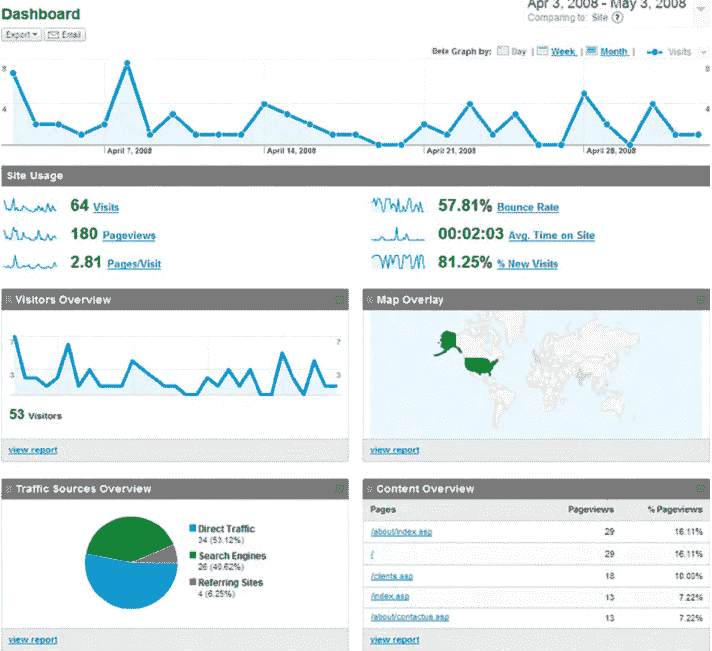 Dashboard
Apr 3, 2008 - May 3, 2008
Comparing to: Site ?
Export
Email
Beta Graph by: Day | Week | Month | Visits
8
8
4
4
April 7, 2008
April 14, 2008
April 21, 2008
April 28, 2008
Site Usage
64 Visits
57.81% Bounce Rate
180 Pageviews
00:02:03 Avg. Time on Site
2.81 Pages/Visit
81.25% % New Visits
Visitors Overview
7
7
3
3
53 Visitors
view report
Map Overlay
view report
Traffic Sources Overview
Direct Traffic
34 (53.12%)
Search Engines
26 (40.62%)
Referring Sites
4 (6.25%)
view report
Content Overview
Pages Pageviews % Pageviews
/about/index.asp 29 16.11%
/ 29 16.11%
/clients.asp 18 10.00%
/index.asp 13 7.22%
/about/contactus.asp 13 7.22%
view report